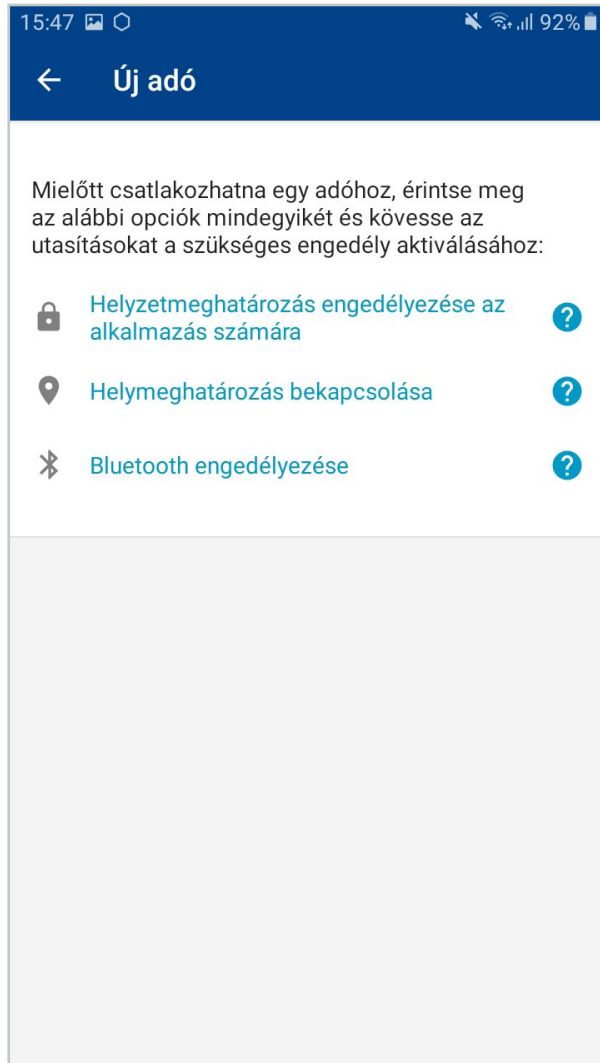 15:47 92%
Új adó
Mielőtt csatlakozhatna egy adóhoz, érintse meg
az alábbi opciók mindegyikét és kövesse az
utasításokat a szükséges engedély aktiválásához:
Helyzetmeghatározás engedélyezése az
alkalmazás számára
Helymeghatározás bekapcsolása
Bluetooth engedélyezése